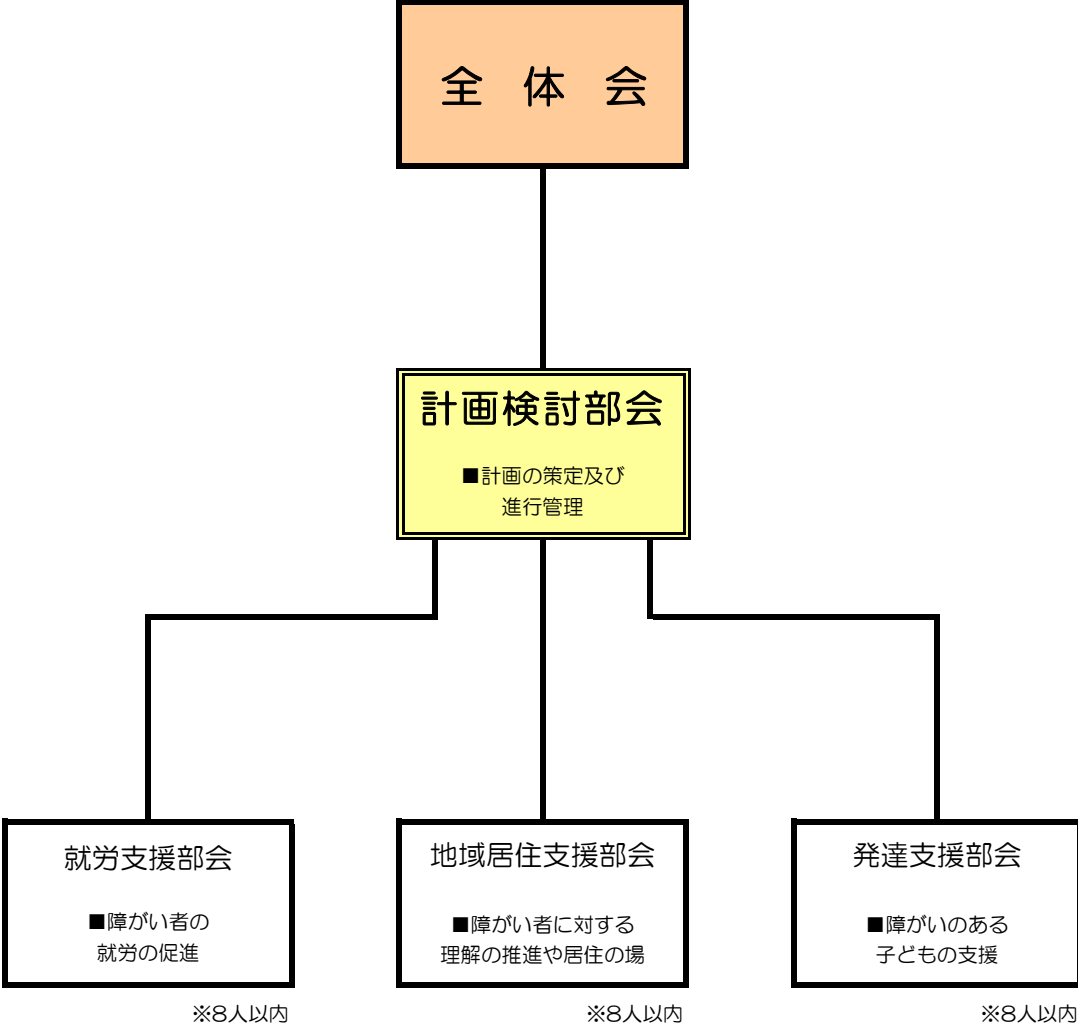 全　体　会
計画検討部会
■計画の策定及び
進行管理
就労支援部会
■障がい者の
就労の促進
※8人以内
地域居住支援部会
■障がい者に対する
理解の推進や居住の場
※8人以内
発達支援部会
■障がいのある
子どもの支援
※8人以内